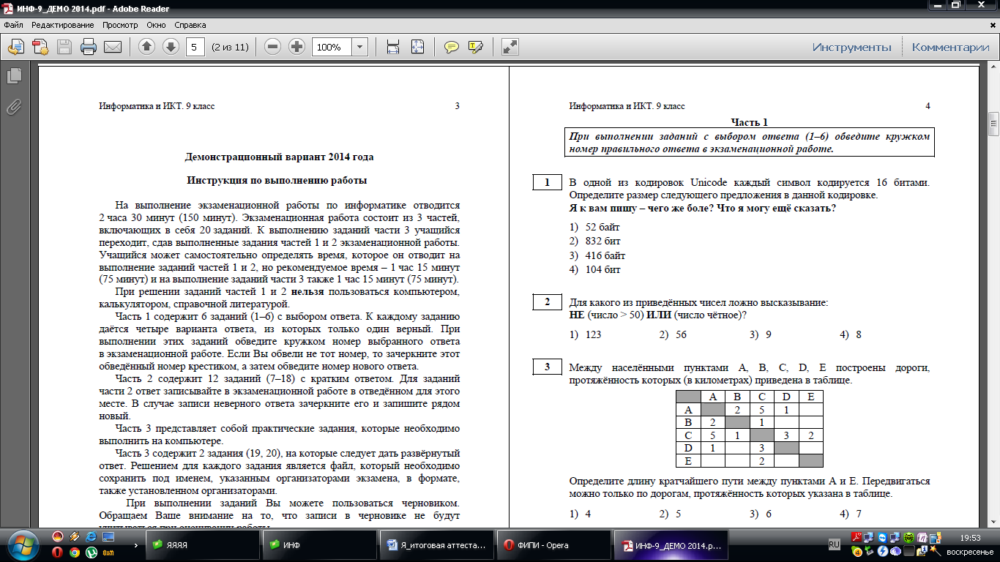 ИНФ-9_ДЕМО 2014.pdf - Adobe Reader
Файл Редактирование Просмотр Окно Справка
5 (2 из 11) 100% Инструменты Комментарии
Информатика и ИКТ. 9 класс 3
Демонстрационный вариант 2014 года
Инструкция по выполнению работы
На выполнение экзаменационной работы по информатике отводится
2 часа 30 минут (150 минут). Экзаменационная работа состоит из 3 частей,
включающих в себя 20 заданий. К выполнению заданий части 3 учащийся
переходит, сдав выполненные задания частей 1 и 2 экзаменационной работы.
Учащийся может самостоятельно определять время, которое он отводит на
выполнение заданий частей 1 и 2, но рекомендуемое время – 1 час 15 минут
(75 минут) и на выполнение заданий части 3 также 1 час 15 минут (75 минут).
При решении заданий частей 1 и 2 нельзя пользоваться компьютером,
калькулятором, справочной литературой.
Часть 1 содержит 6 заданий (1–6) с выбором ответа. К каждому заданию
даётся четыре варианта ответа, из которых только один верный. При
выполнении этих заданий обведите кружком номер выбранного ответа
в экзаменационной работе. Если Вы обвели не тот номер, то зачеркните этот
обведённый номер крестиком, а затем обведите номер нового ответа.
Часть 2 содержит 12 заданий (7–18) с кратким ответом. Для заданий
части 2 ответ записывайте в экзаменационной работе в отведённом для этого
месте. В случае записи неверного ответа зачеркните его и запишите рядом
новый.
Часть 3 представляет собой практические задания, которые необходимо
выполнить на компьютере.
Часть 3 содержит 2 задания (19, 20), на которые следует дать развёрнутый
ответ. Решением для каждого задания является файл, который необходимо
сохранить под именем, указанным организаторами экзамена, в формате,
также установленном организаторами.
При выполнении заданий Вы можете пользоваться черновиком.
Обращаем Ваше внимание на то, что записи в черновике не будут
Информатика и ИКТ. 9 класс 4
Часть 1
При выполнении заданий с выбором ответа (1–6) обведите кружком
номер правильного ответа в экзаменационной работе.
1 В одной из кодировок Unicode каждый символ кодируется 16 битами.
Определите размер следующего предложения в данной кодировке.
Я к вам пишу – чего же боле? Что я могу ещё сказать?
1) 52 байт
2) 832 бит
3) 416 байт
4) 104 бит
2 Для какого из приведённых чисел ложно высказывание:
НЕ (число > 50) ИЛИ (число чётное)?
1) 123 2) 56 3) 9 4) 8
3 Между населёнными пунктами A, B, C, D, E построены дороги,
протяжённость которых (в километрах) приведена в таблице.
A B C D E
A 2 5 1
B 2 1
C 5 1 3 2
D 1 3
E 2
Определите длину кратчайшего пути между пунктами A и E. Передвигаться
можно только по дорогам, протяжённость которых указана в таблице.
1) 4 2) 5 3) 6 4) 7
ЯЯЯЯ ИНФ Я_итоговая аттеста... ФИПИ - Opera ИНФ-9_ДЕМО 2014.p... RU 19:53
воскресенье